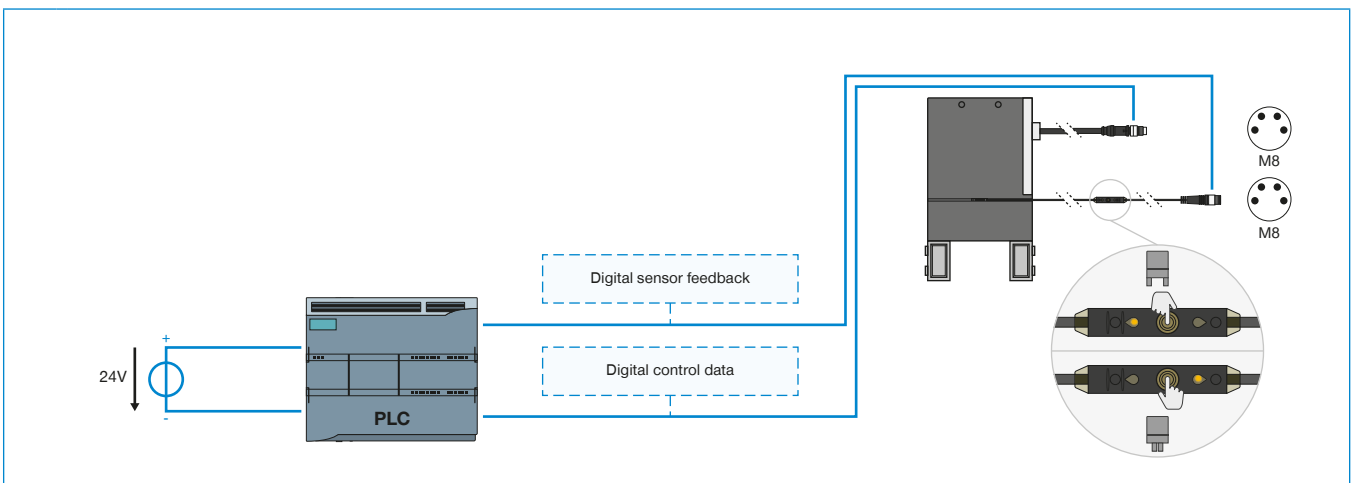 M8
M8
Digital sensor feedback
+
24V
Digital control data
-
PLC